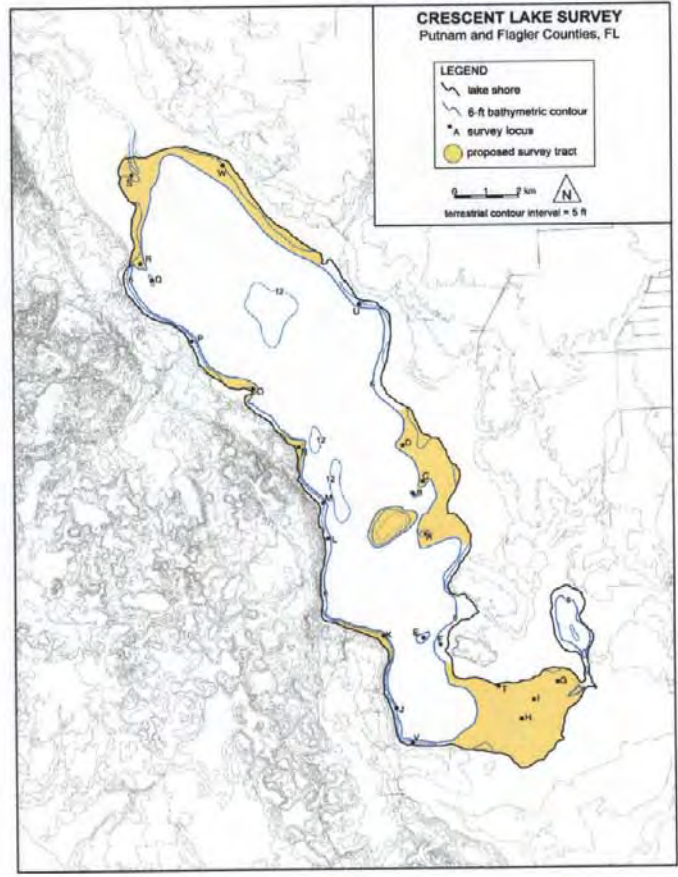 CRESCENT LAKE SURVEY
Putnam and Flagler Counties, FL
LEGEND
lake shore
6-ft bathymetric contour
A survey locus
proposed survey tract
0 1 2 km
N
terrestrial contour interval = 5 ft
W
S
R
Q
12
U
P
O
D
12
N
C
12
B
M
A
L
E
K
F
T
G
I
J
H
V